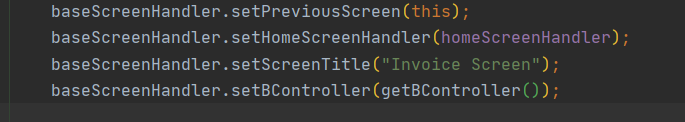 baseScreenHandler.setPreviousScreen(this);
baseScreenHandler.setHomeScreenHandler(homeScreenHandler);
baseScreenHandler.setScreenTitle("Invoice Screen");
baseScreenHandler.setBController(getBController());